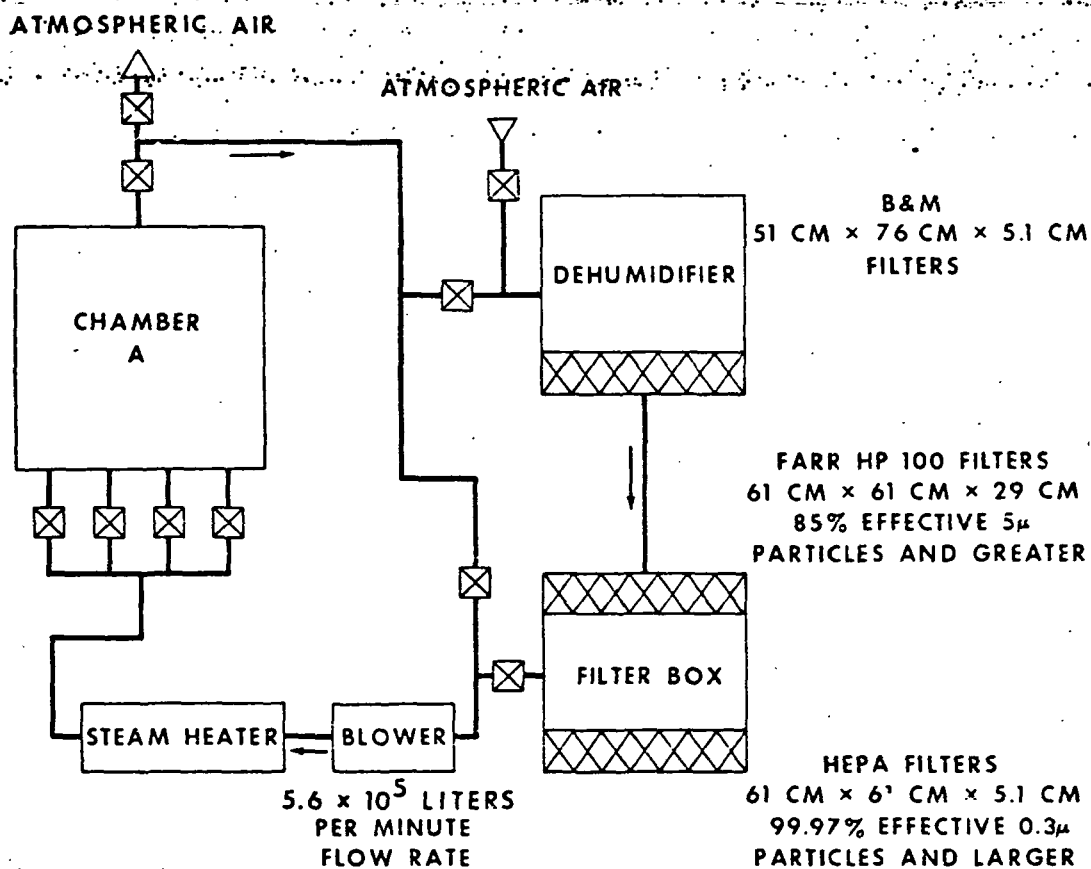 ATMOSPHERIC AIR
ATMOSPHERIC AIR
B&M
51 CM × 76 CM × 5.1 CM
FILTERS
DEHUMIDIFIER
CHAMBER
A
FARR HP 100 FILTERS
61 CM × 61 CM × 29 CM
85% EFFECTIVE 5μ
PARTICLES AND GREATER
FILTER BOX
STEAM HEATER
BLOWER
5.6 × 10⁵ LITERS
PER MINUTE
FLOW RATE
HEPA FILTERS
61 CM × CM × 5.1 CM
99.97% EFFECTIVE 0.3μ
PARTICLES AND LARGER